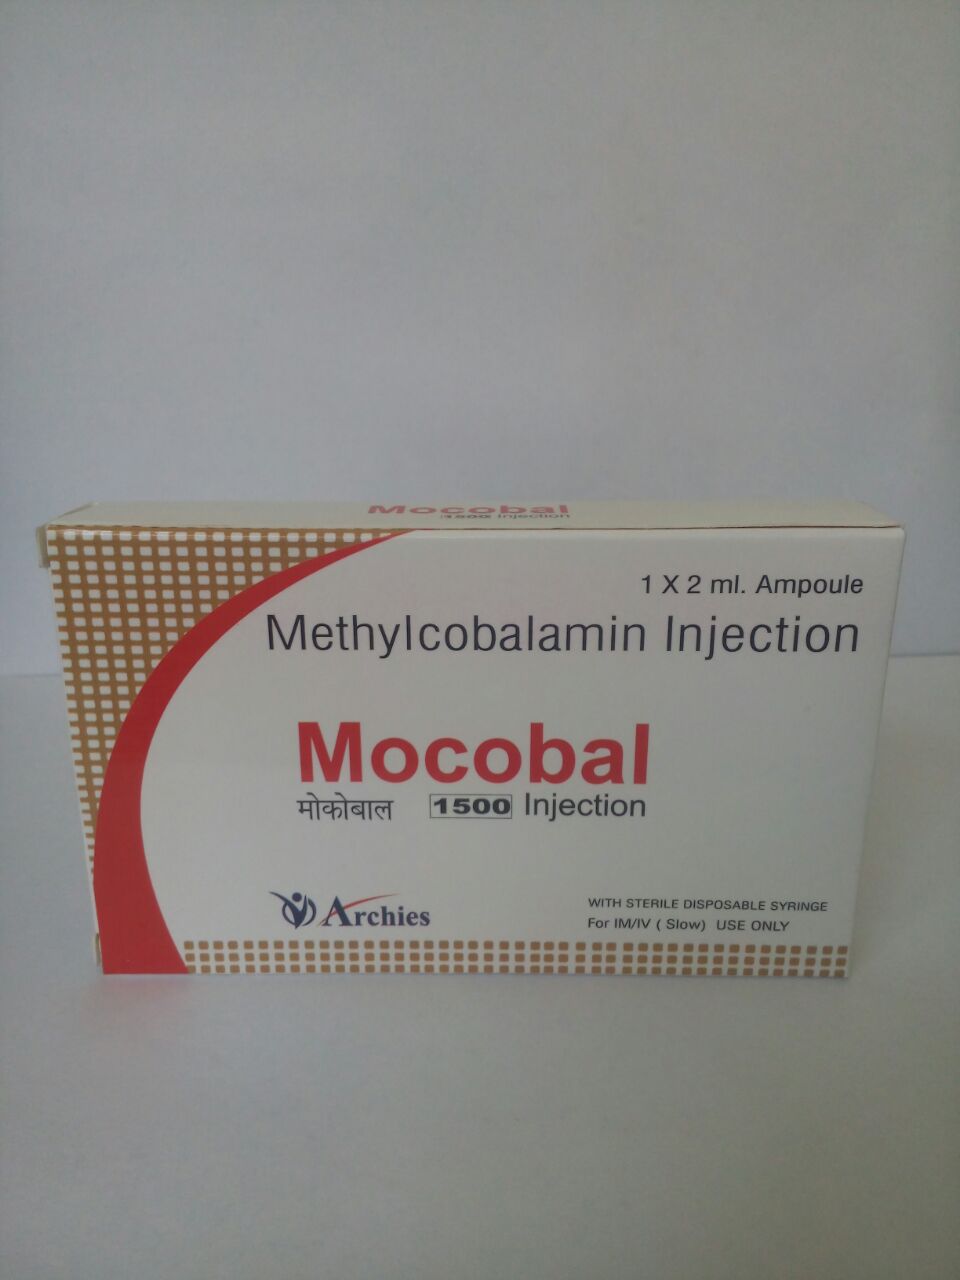 Mocobal
1500 Injection
1 X 2 ml. Ampoule
Methylcobalamin Injection
Mocobal
मोकोबाल 1500 Injection
Archies
WITH STERILE DISPOSABLE SYRINGE
For IM/IV ( Slow) USE ONLY